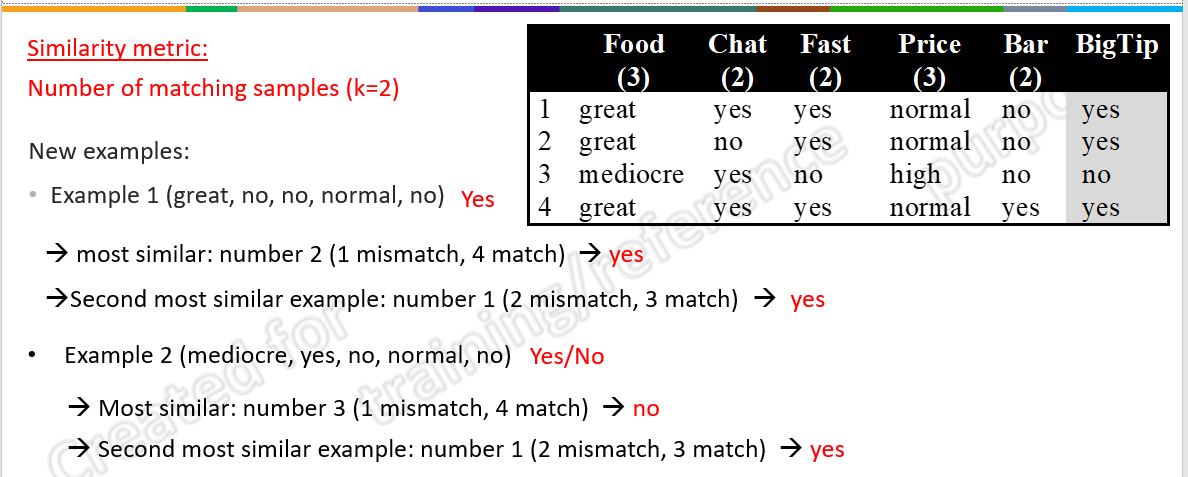 Similarity metric:
Number of matching samples (k=2)
Food Chat Fast Price Bar BigTip
(3) (2) (2) (3) (2)
1 great yes yes normal no yes
2 great no yes normal no yes
3 mediocre yes no high no no
4 great yes yes normal yes yes
New examples:
• Example 1 (great, no, no, normal, no) Yes
→ most similar: number 2 (1 mismatch, 4 match) → yes
→Second most similar example: number 1 (2 mismatch, 3 match) → yes
• Example 2 (mediocre, yes, no, normal, no) Yes/No
→ Most similar: number 3 (1 mismatch, 4 match) → no
→ Second most similar example: number 1 (2 mismatch, 3 match) → yes
Created for
training/reference